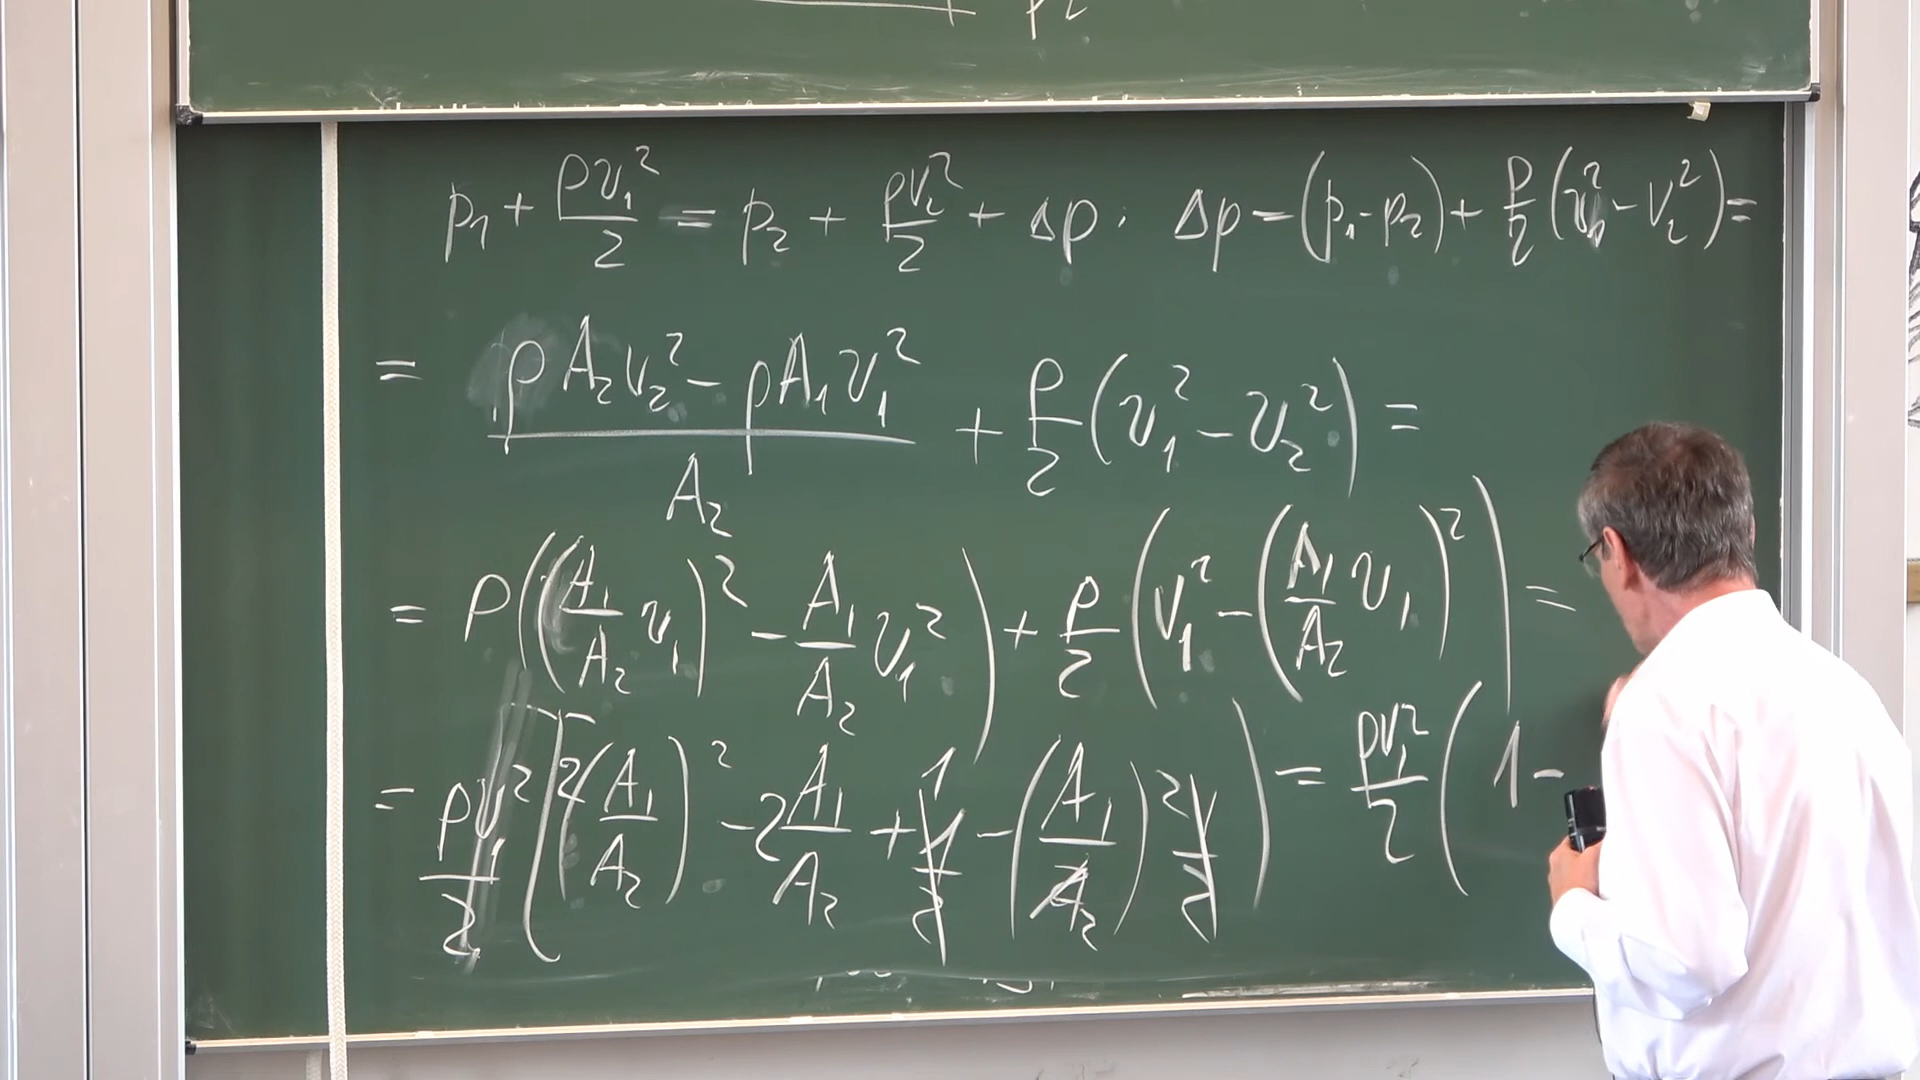 p₁ + ρv₁²/2 = p₂ + ρv₂²/2 + Δp. Δp = (p₁ - p₂) + ρ/2 (v₁² - v₂²) =
= (ρA₂v₂² - ρA₁v₁²)/A₂ + ρ/2 (v₁² - v₂²) =
= ρ((A₁/A₂ v₁)² - A₁/A₂ v₁²) + ρ/2 (v₁² - (A₁/A₂ v₁)²) =
= ρv₁²/2 (2(A₁/A₂)² - 2 A₁/A₂ + 1 - (A₁/A₂)²) = ρv₁²/2 (1 -